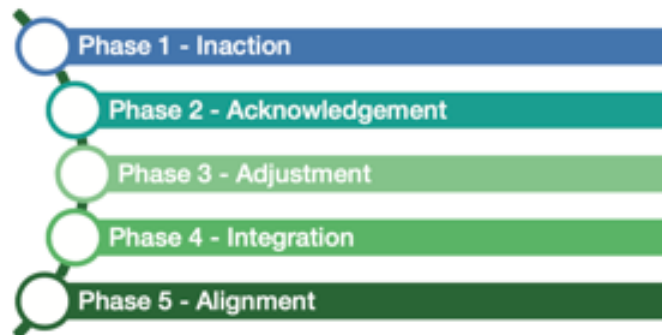 Phase 1 - Inaction
Phase 2 - Acknowledgement
Phase 3 - Adjustment
Phase 4 - Integration
Phase 5 - Alignment